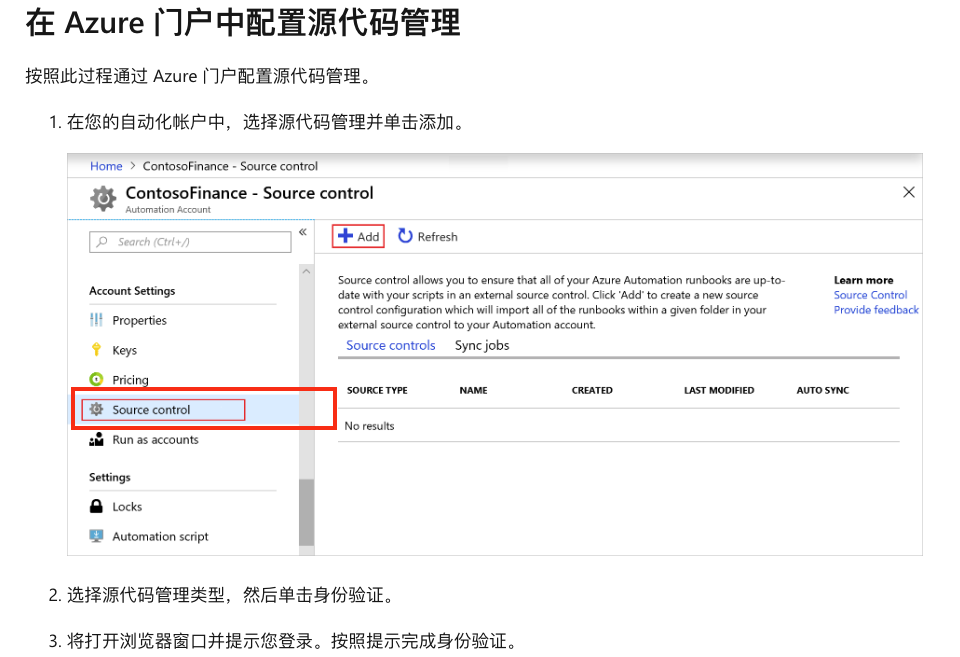 在 Azure 门户中配置源代码管理
按照此过程通过 Azure 门户配置源代码管理。
1. 在您的自动化帐户中，选择源代码管理并单击添加。
Home > ContosoFinance - Source control
ContosoFinance - Source control
Automation Account
Search (Ctrl+/)
«
Add
Refresh
Account Settings
Properties
Keys
Pricing
Source control
Run as accounts
Settings
Locks
Automation script
Source control allows you to ensure that all of your Azure Automation runbooks are up-to-
date with your scripts in an external source control. Click 'Add' to create a new source
control configuration which will import all of the runbooks within a given folder in your
external source control to your Automation account.
Learn more
Source Control
Provide feedback
Source controls Sync jobs
SOURCE TYPE NAME CREATED LAST MODIFIED AUTO SYNC
No results
2. 选择源代码管理类型，然后单击身份验证。
3. 将打开浏览器窗口并提示您登录。按照提示完成身份验证。